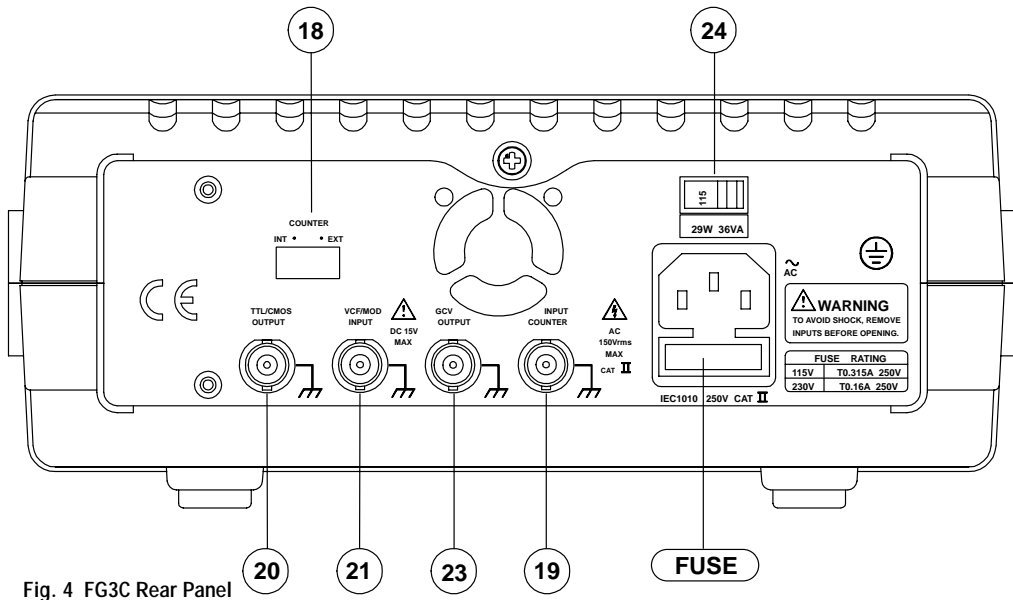 18
24
COUNTER
INT • • EXT
115
29W 36VA
AC
WARNING
TO AVOID SHOCK, REMOVE
INPUTS BEFORE OPENING.
CE
TTL/CMOS
OUTPUT
VCF/MOD
INPUT
DC 15V
MAX
GCV
OUTPUT
INPUT
COUNTER
AC
150Vrms
MAX
CAT II
FUSE RATING
115V T0.315A 250V
230V T0.16A 250V
IEC1010 250V CAT II
20
21
23
19
FUSE
Fig. 4 FG3C Rear Panel